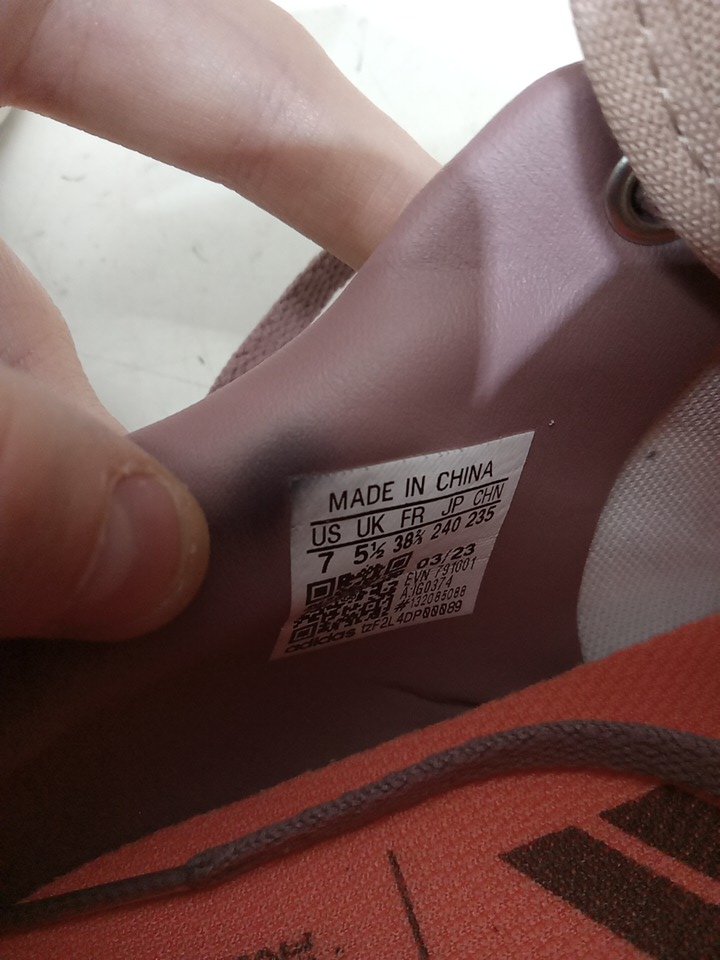 MADE IN CHINA
US UK FR JP CHN
7 5½ 38⅔ 240 235
03/23
EVN 791001
#132085088
adidas